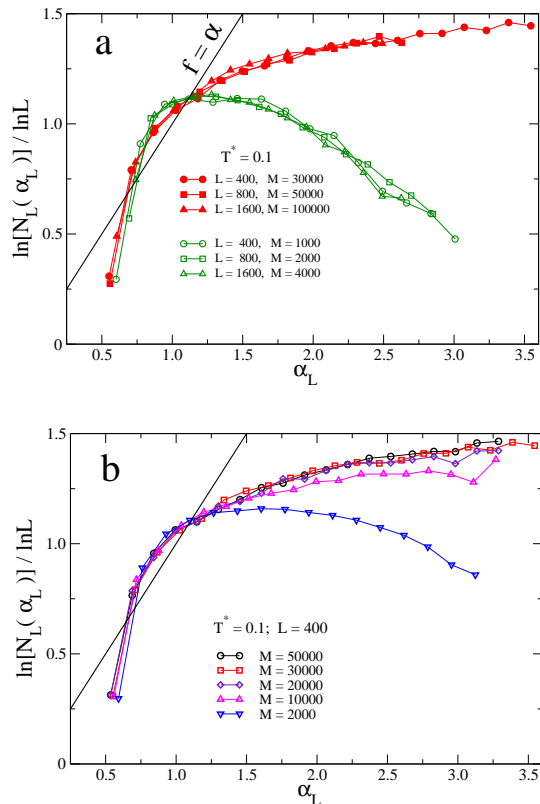 a
f = α
1.5
1.0
0.5
0
ln[N_L ( α_L )] / lnL
T* = 0.1
L = 400, M = 30000
L = 800, M = 50000
L = 1600, M = 100000
L = 400, M = 1000
L = 800, M = 2000
L = 1600, M = 4000
0.5 1.0 1.5 2.0 2.5 3.0 3.5
α_L
b
1.5
1.0
0.5
0
ln[N_L ( α_L )] / lnL
T* = 0.1; L = 400
M = 50000
M = 30000
M = 20000
M = 10000
M = 2000
0.5 1.0 1.5 2.0 2.5 3.0 3.5
α_L